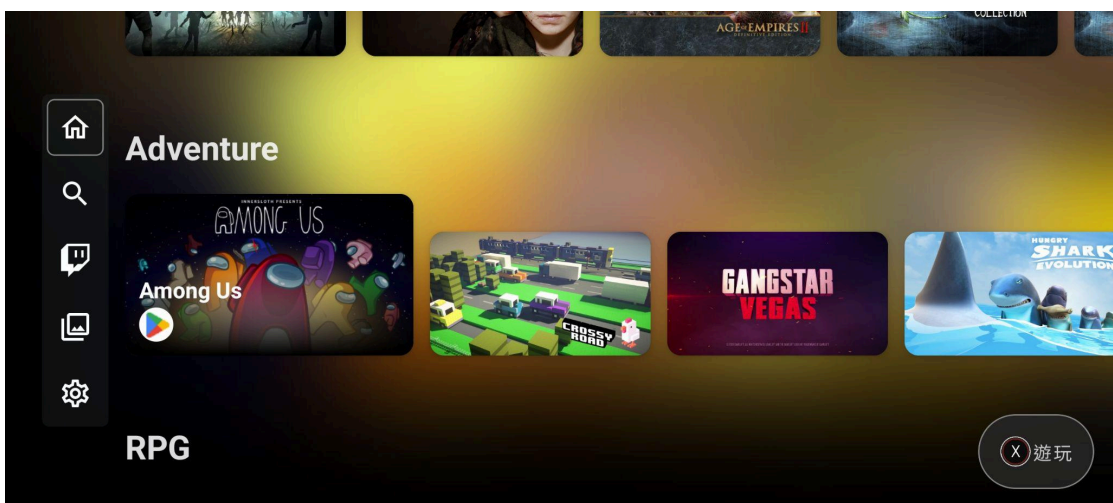 AGE OF EMPIRES II
DEFINITIVE EDITION
COLLECTION
Adventure
INNERSLOTH PRESENTS
AMONG US
Among Us
CROSSY
ROAD
GANGSTAR
VEGAS
HUNGRY
SHARK
EVOLUTION
RPG
X 遊玩